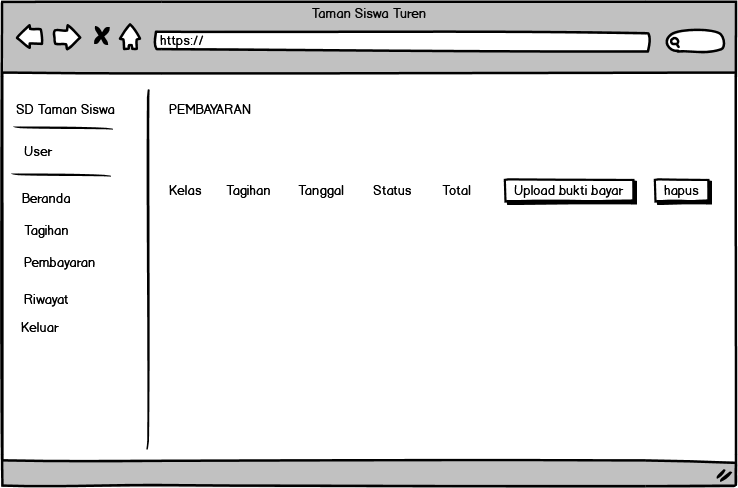 Taman Siswa Turen
https://
SD Taman Siswa
User
Beranda
Tagihan
Pembayaran
Riwayat
Keluar
PEMBAYARAN
Kelas Tagihan Tanggal Status Total Upload bukti bayar hapus